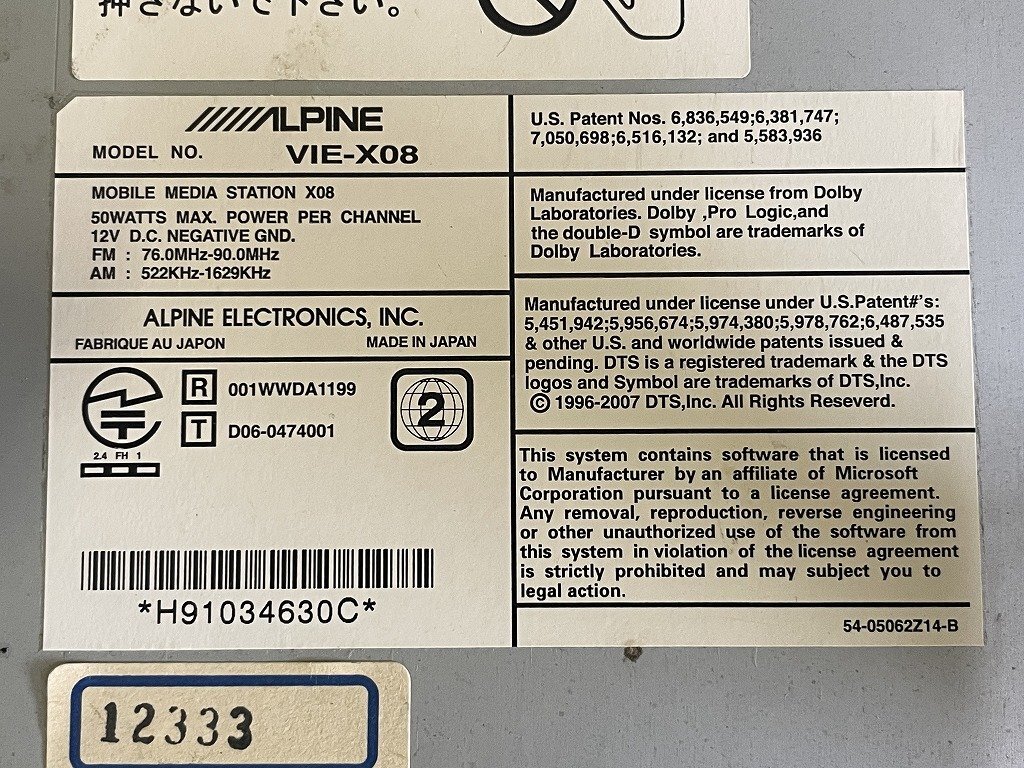 押さないで下さい。
ALPINE
MODEL NO. VIE-X08
MOBILE MEDIA STATION X08
50WATTS MAX. POWER PER CHANNEL
12V D.C. NEGATIVE GND.
FM : 76.0MHz-90.0MHz
AM : 522KHz-1629KHz
ALPINE ELECTRONICS, INC.
FABRIQUE AU JAPON MADE IN JAPAN
R 001WWDA1199
T D06-0474001
2.4 FH 1
2
*H91034630C*
U.S. Patent Nos. 6,836,549;6,381,747;
7,050,698;6,516,132; and 5,583,936
Manufactured under license from Dolby
Laboratories. Dolby ,Pro Logic,and
the double-D symbol are trademarks of
Dolby Laboratories.
Manufactured under license under U.S.Patent#'s:
5,451,942;5,956,674;5,974,380;5,978,762;6,487,535
& other U.S. and worldwide patents issued &
pending. DTS is a registered trademark & the DTS
logos and Symbol are trademarks of DTS,Inc.
© 1996-2007 DTS,Inc. All Rights Reseverd.
This system contains software that is licensed
to Manufacturer by an affiliate of Microsoft
Corporation pursuant to a license agreement.
Any removal, reproduction, reverse engineering
or other unauthorized use of the software from
this system in violation of the license agreement
is strictly prohibited and may subject you to
legal action.
54-05062Z14-B
12333